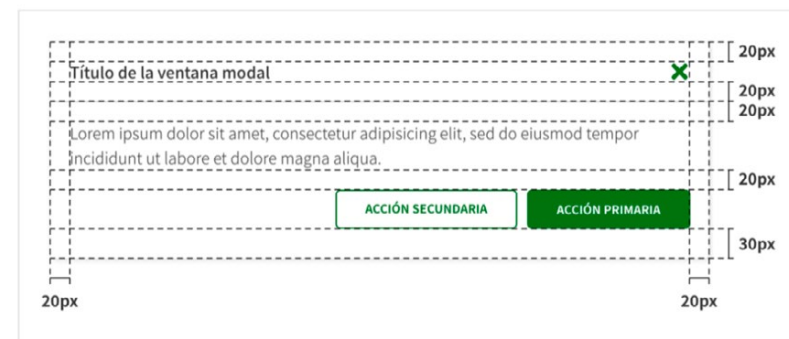 20px
Título de la ventana modal
20px
20px
Lorem ipsum dolor sit amet, consectetur adipisicing elit, sed do eiusmod tempor
incididunt ut labore et dolore magna aliqua.
20px
ACCIÓN SECUNDARIA
ACCIÓN PRIMARIA
30px
20px
20px